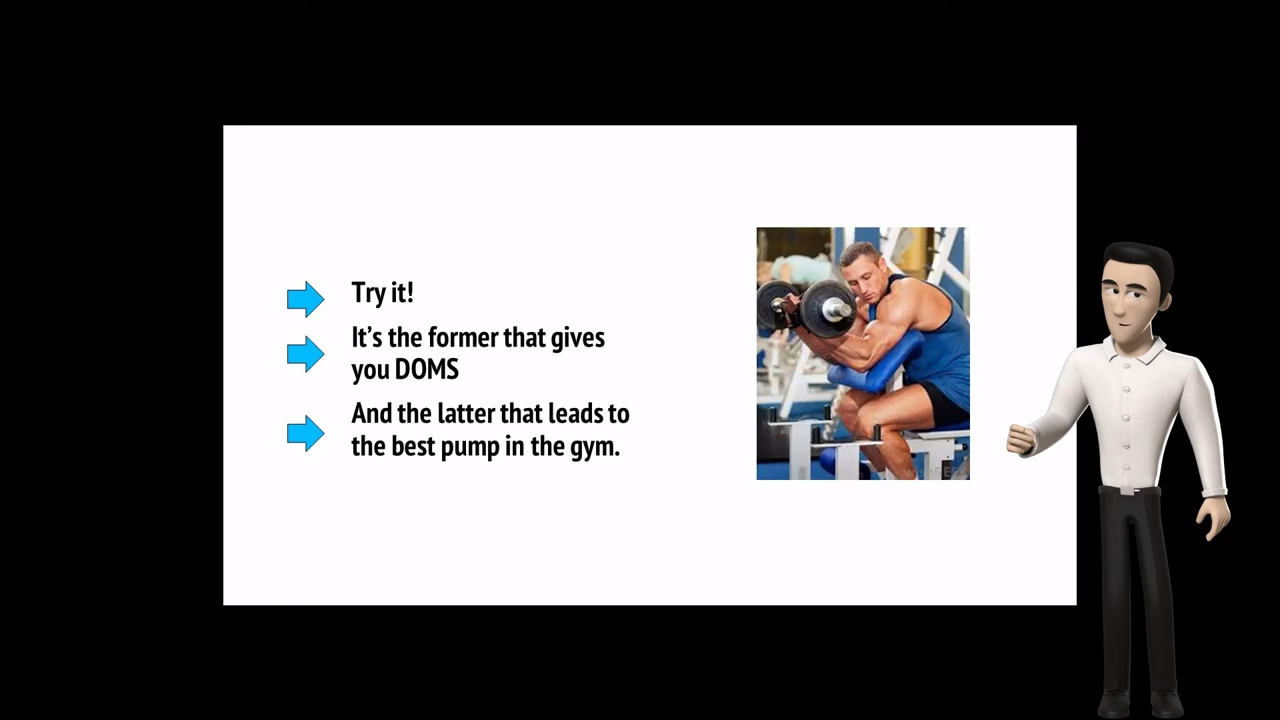 Try it!
It’s the former that gives
you DOMS
And the latter that leads to
the best pump in the gym.